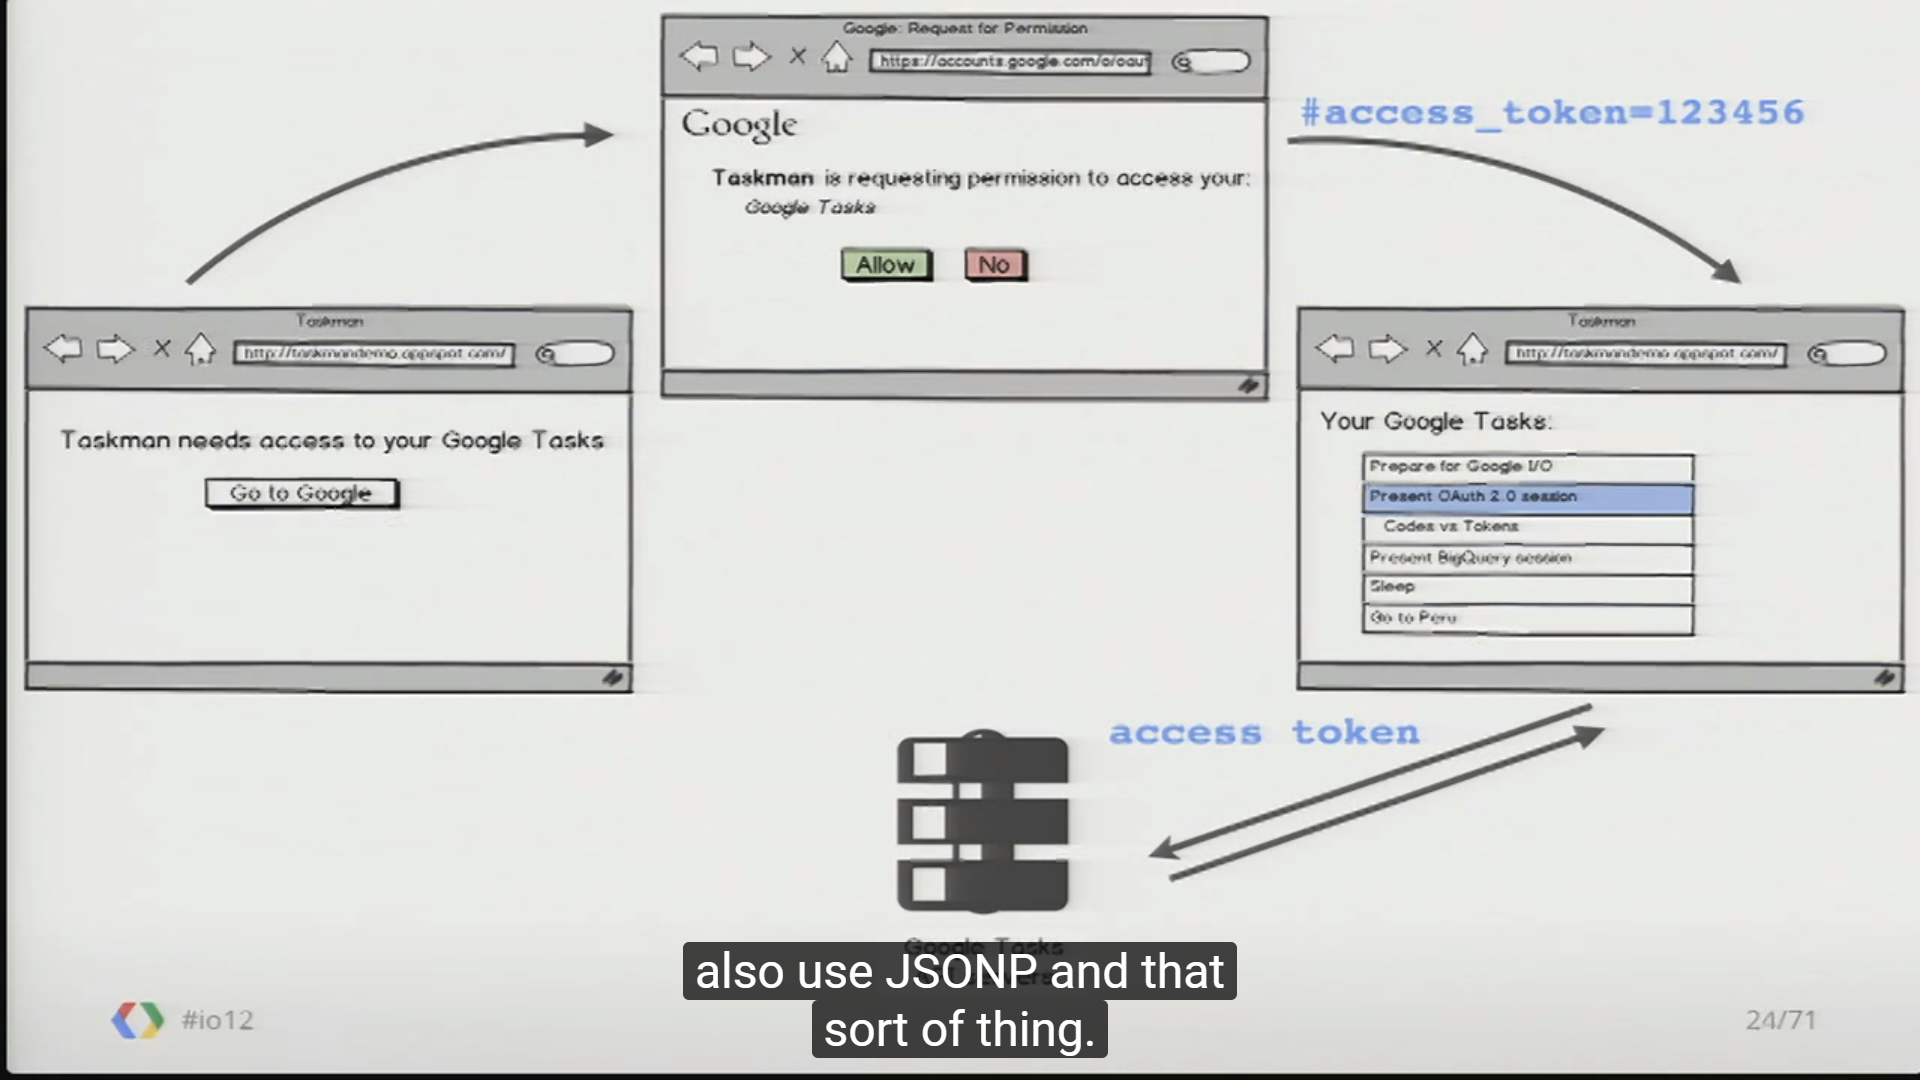 Google: Request for Permission
https://accounts.google.com/o/oaut
Google
Taskman is requesting permission to access your:
Google Tasks
Allow
No
#access_token=123456
Taskman
http://taskmandemo.appspot.com/
Taskman needs access to your Google Tasks
Go to Google
Taskman
http://taskmandemo.appspot.com/
Your Google Tasks:
Prepare for Google I/O
Present OAuth 2.0 session
Codes vs Tokens
Present BigQuery session
Sleep
Go to Peru
access token
Google Tasks
also use JSONP and that
sort of thing.
#io12
24/71